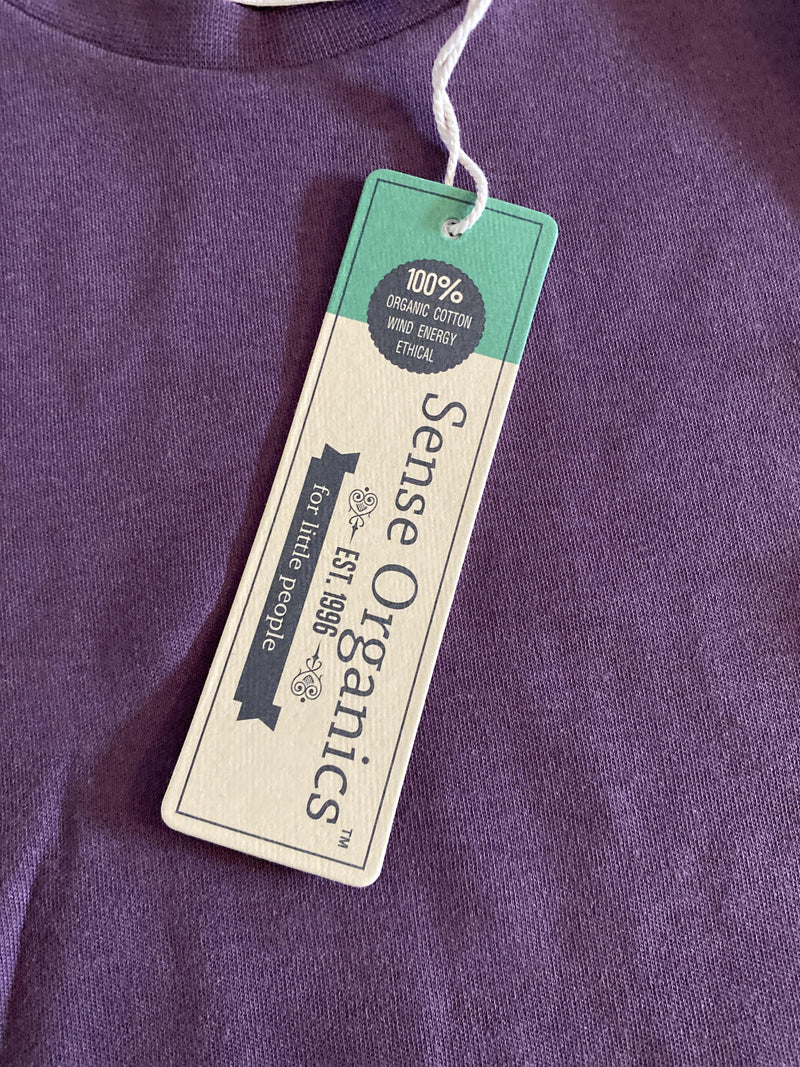 100%
ORGANIC COTTON
WIND ENERGY
ETHICAL
Sense Organics™
EST. 1996
for little people